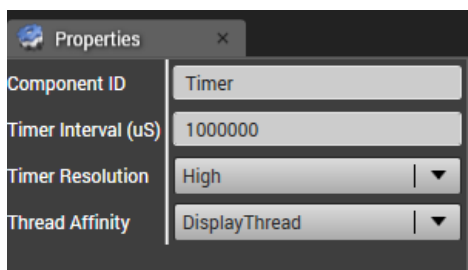 Properties
Component ID Timer
Timer Interval (uS) 1000000
Timer Resolution High
Thread Affinity DisplayThread